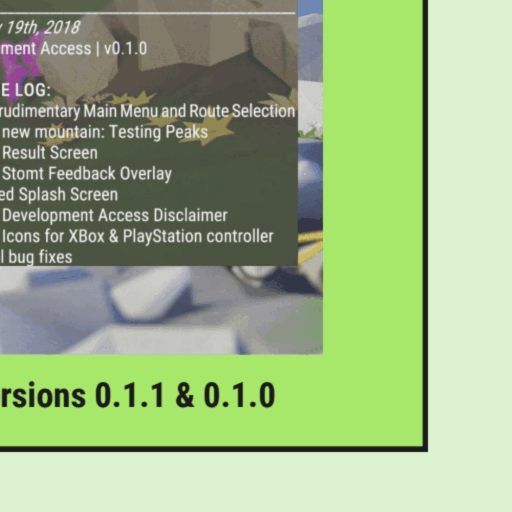 19th, 2018
ment Access | v0.1.0
E LOG:
rudimentary Main Menu and Route Selection
new mountain: Testing Peaks
Result Screen
Stomt Feedback Overlay
ed Splash Screen
Development Access Disclaimer
Icons for XBox & PlayStation controller
l bug fixes
rsions 0.1.1 & 0.1.0